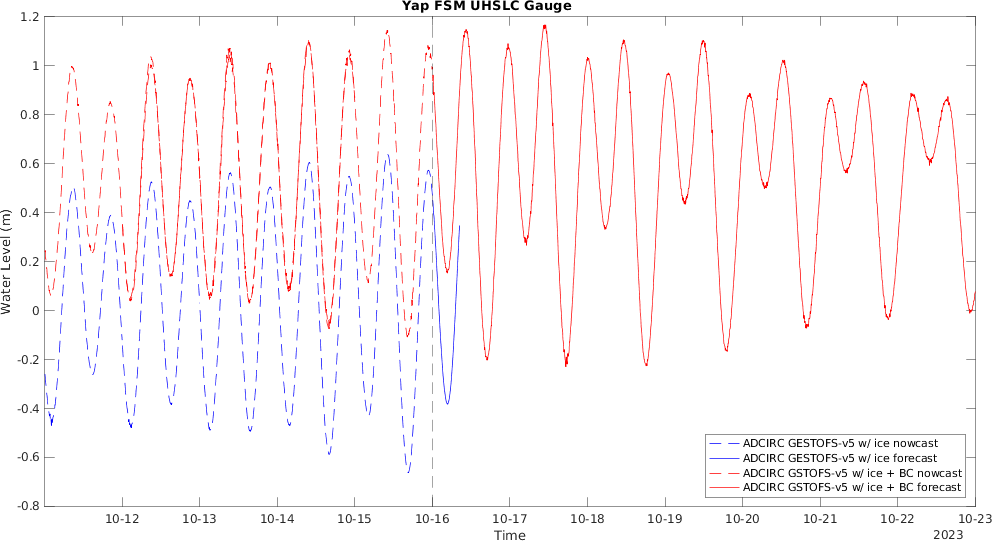 Yap FSM UHSLC Gauge
1.2
1
0.8
0.6
0.4
0.2
0
-0.2
-0.4
-0.6
-0.8
Water Level (m)
ADCIRC GESTOFS-v5 w/ ice nowcast
ADCIRC GESTOFS-v5 w/ ice forecast
ADCIRC GSTOFS-v5 w/ ice + BC nowcast
ADCIRC GSTOFS-v5 w/ ice + BC forecast
10-12 10-13 10-14 10-15 10-16 10-17 10-18 10-19 10-20 10-21 10-22 10-23
Time
2023